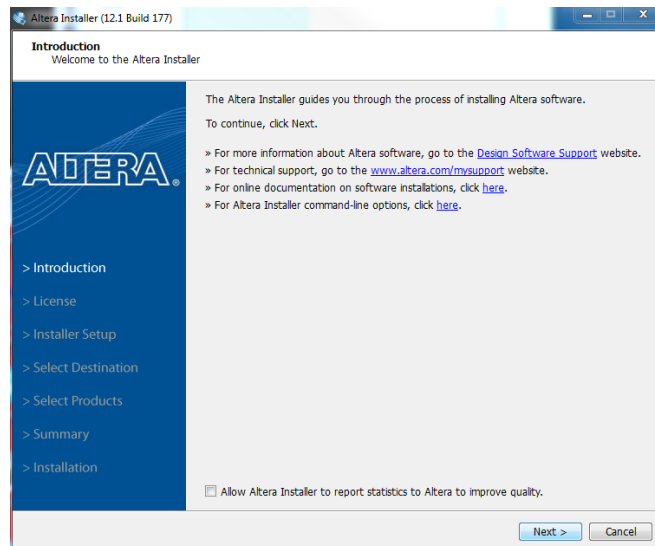 Altera Installer (12.1 Build 177)
Introduction
Welcome to the Altera Installer
The Altera Installer guides you through the process of installing Altera software.
To continue, click Next.
» For more information about Altera software, go to the Design Software Support website.
» For technical support, go to the www.altera.com/mysupport website.
» For online documentation on software installations, click here.
» For Altera Installer command-line options, click here.
ALTERA®
> Introduction
> License
> Installer Setup
> Select Destination
> Select Products
> Summary
> Installation
Allow Altera Installer to report statistics to Altera to improve quality.
Next >
Cancel